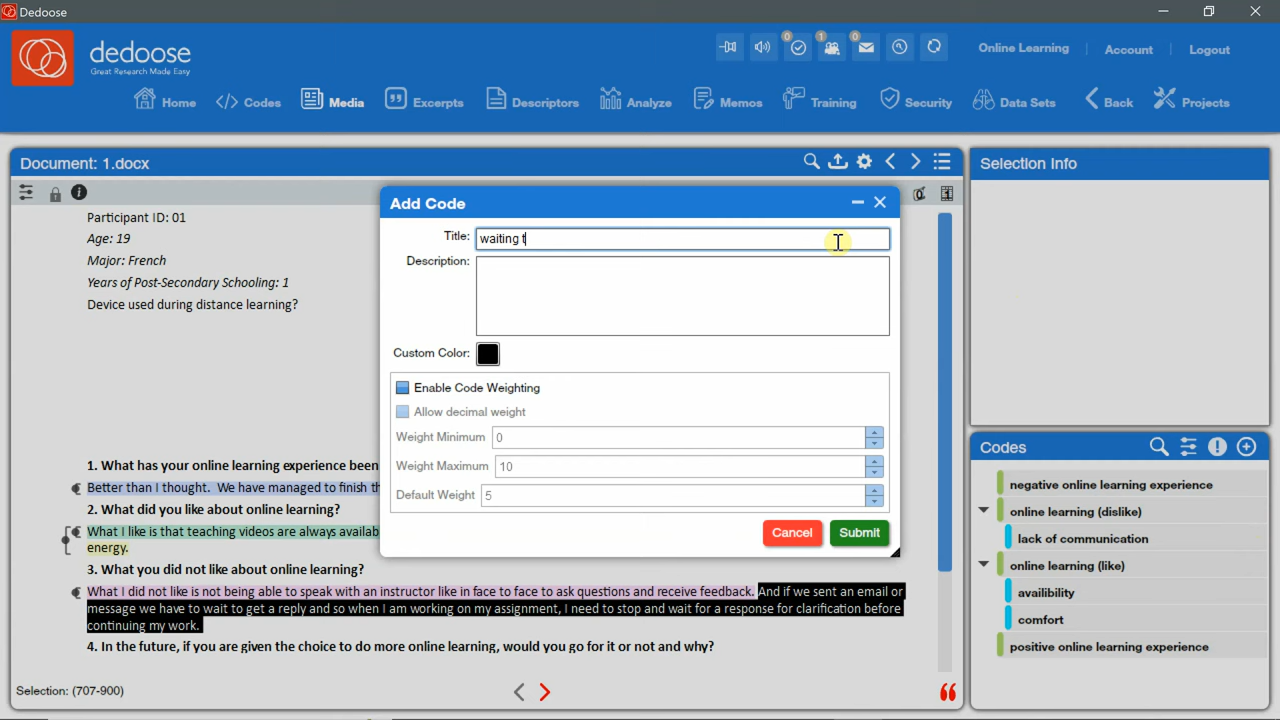 Dedoose
dedoose
Great Research Made Easy
0
1
0
Online Learning
Account
Logout
Home
Codes
Media
Excerpts
Descriptors
Analyze
Memos
Training
Security
Data Sets
Back
Projects
Document: 1.docx
Selection Info
Participant ID: 01
Age: 19
Major: French
Years of Post-Secondary Schooling: 1
Device used during distance learning?
1. What has your online learning experience been
Better than I thought. We have managed to finish th
2. What did you like about online learning?
What I like is that teaching videos are always availab
energy.
3. What you did not like about online learning?
What I did not like is not being able to speak with an instructor like in face to face to ask questions and receive feedback. And if we sent an email or
message we have to wait to get a reply and so when I am working on my assignment, I need to stop and wait for a response for clarification before
continuing my work.
4. In the future, if you are given the choice to do more online learning, would you go for it or not and why?
Selection: (707-900)
Add Code
Title: waiting t
Description:
Custom Color:
Enable Code Weighting
Allow decimal weight
Weight Minimum 0
Weight Maximum 10
Default Weight 5
Cancel
Submit
Codes
negative online learning experience
online learning (dislike)
lack of communication
online learning (like)
availibility
comfort
positive online learning experience